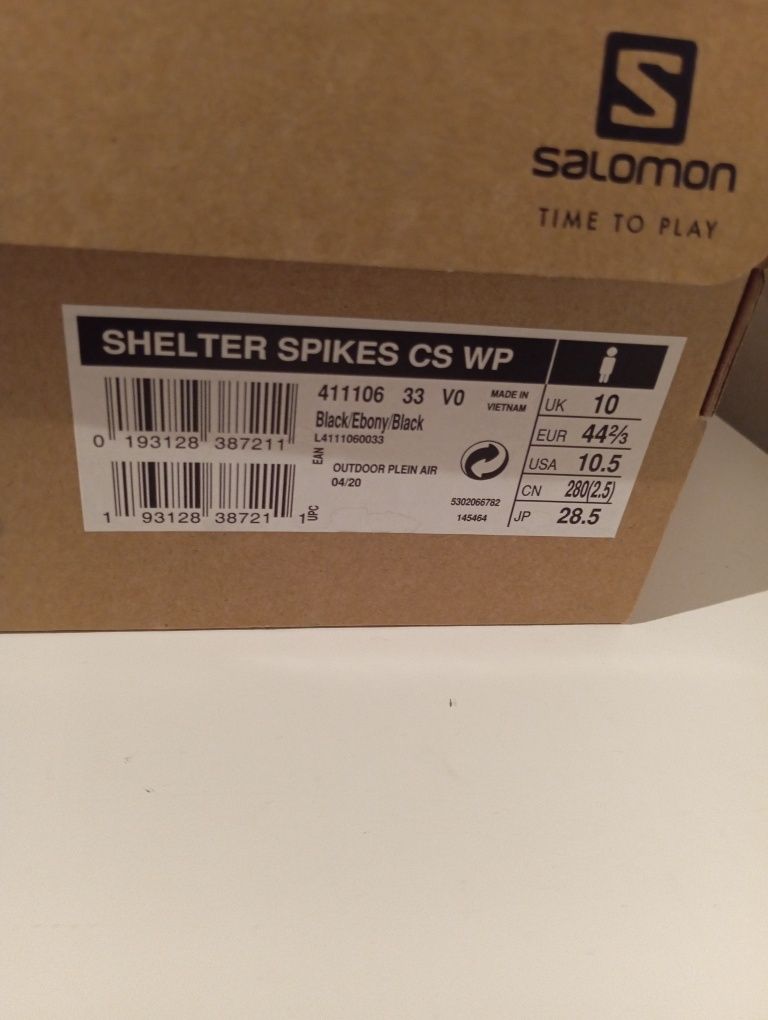 salomon
TIME TO PLAY
SHELTER SPIKES CS WP
411106 33 V0
MADE IN
VIETNAM
Black/Ebony/Black
L4111060033
0 193128 387211
EAN
OUTDOOR PLEIN AIR
04/20
1 93128 38721 1
UPC
5302066782
145464
UK 10
EUR 44⅔
USA 10.5
CN 280(2.5)
JP 28.5